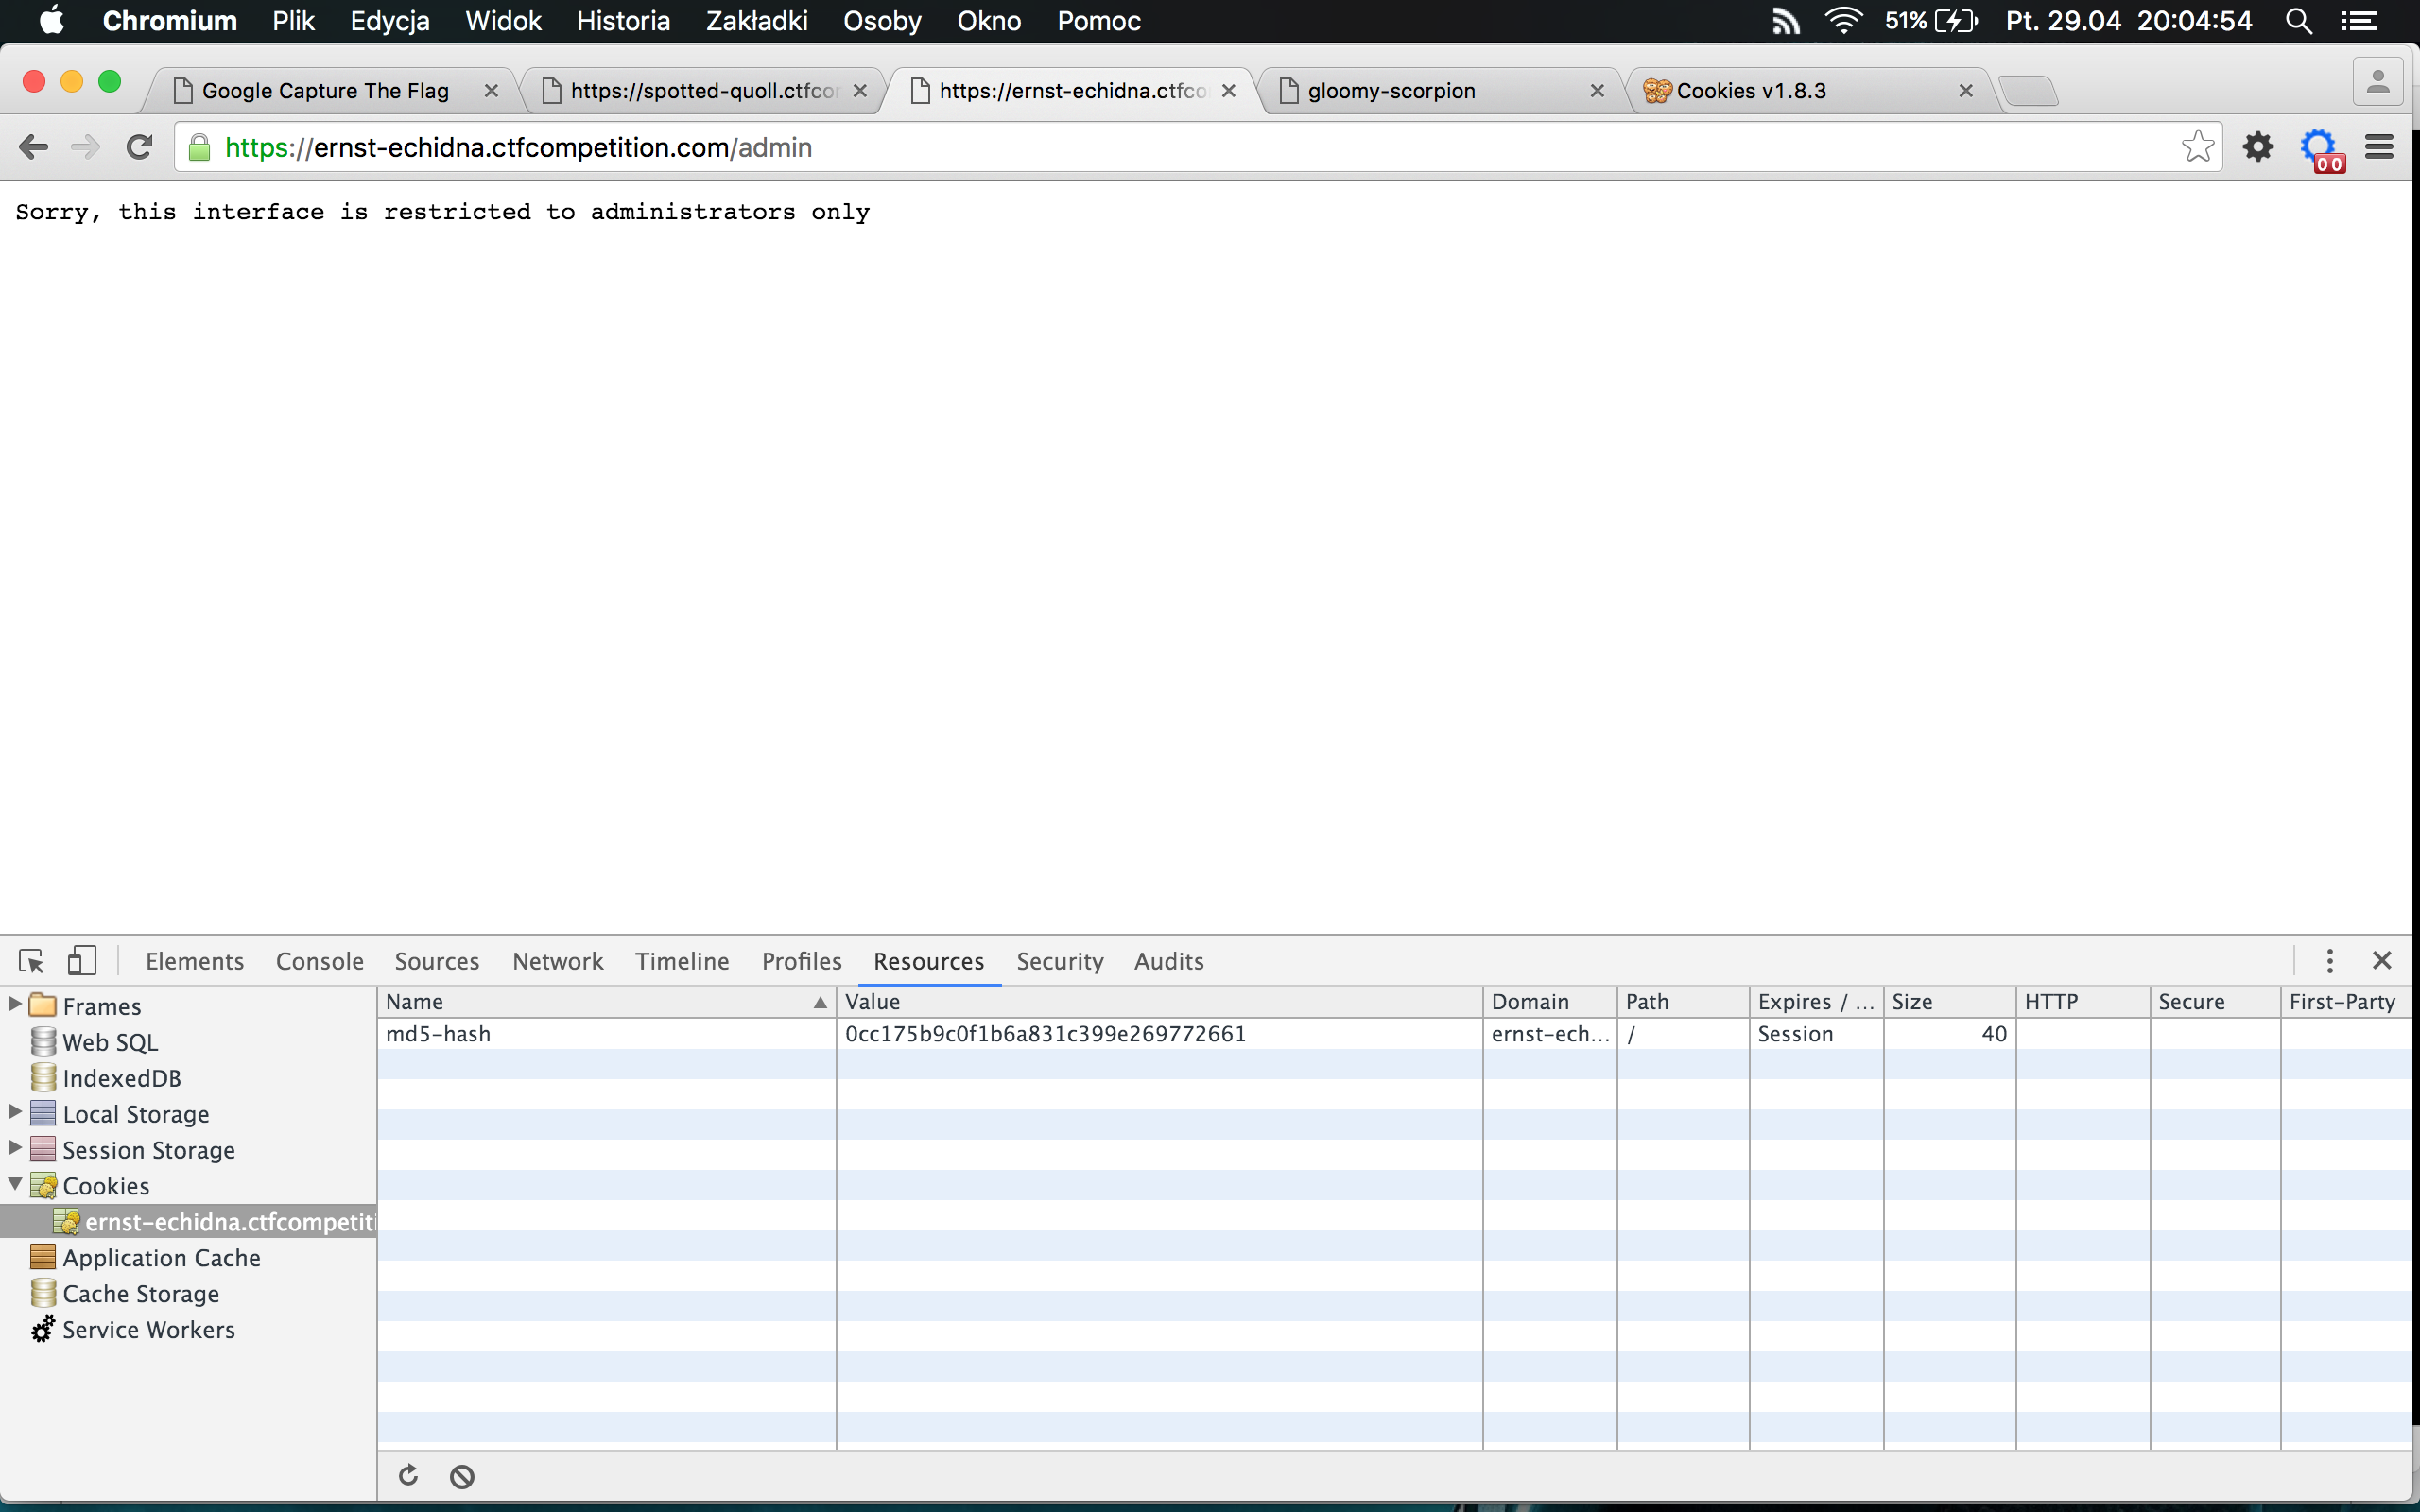 Chromium Plik Edycja Widok Historia Zakładki Osoby Okno Pomoc 51% Pt. 29.04 20:04:54
Google Capture The Flag https://spotted-quoll.ctfcor https://ernst-echidna.ctfco gloomy-scorpion Cookies v1.8.3
https://ernst-echidna.ctfcompetition.com/admin 0 0
Sorry, this interface is restricted to administrators only
Elements Console Sources Network Timeline Profiles Resources Security Audits
Frames
Web SQL
IndexedDB
Local Storage
Session Storage
Cookies
ernst-echidna.ctfcompetiti
Application Cache
Cache Storage
Service Workers
Name Value Domain Path Expires / ... Size HTTP Secure First-Party
md5-hash 0cc175b9c0f1b6a831c399e269772661 ernst-ech... / Session 40